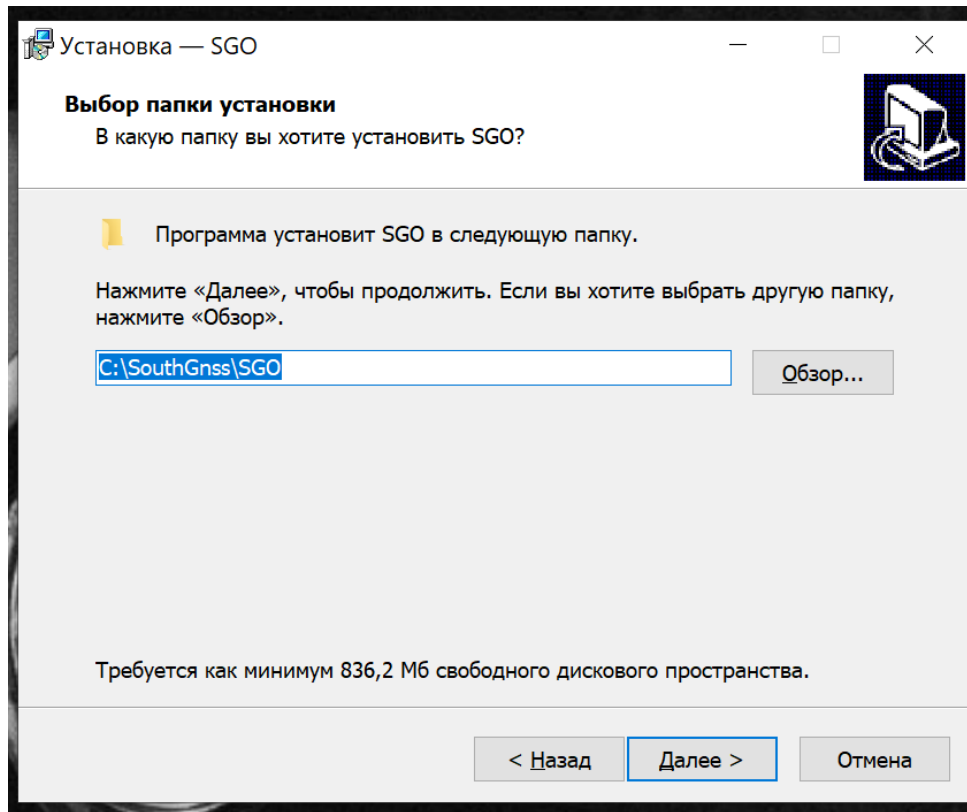 Установка — SGO
Выбор папки установки
В какую папку вы хотите установить SGO?
Программа установит SGO в следующую папку.
Нажмите «Далее», чтобы продолжить. Если вы хотите выбрать другую папку,
нажмите «Обзор».
C:\SouthGnss\SGO
Обзор...
Требуется как минимум 836,2 Мб свободного дискового пространства.
< Назад
Далее >
Отмена